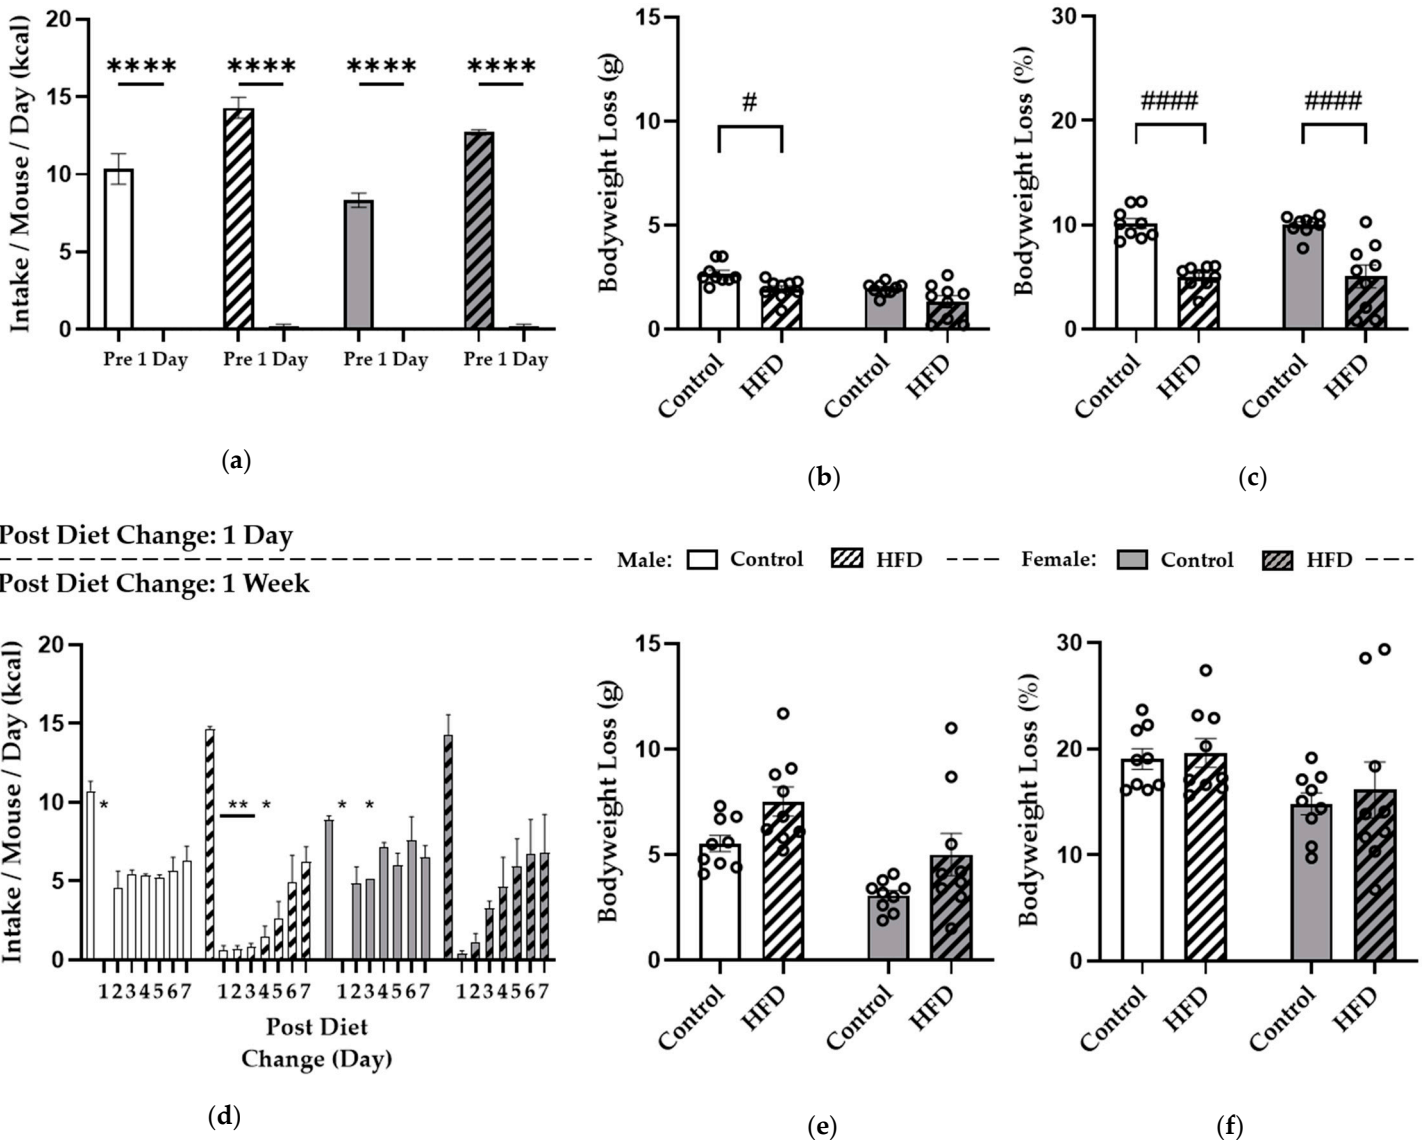 Intake / Mouse / Day (kcal)
20
15
10
5
0
**** **** **** ****
Pre 1 Day Pre 1 Day Pre 1 Day Pre 1 Day
(a)
Bodyweight Loss (g)
15
10
5
0
#
Control HFD Control HFD
(b)
Bodyweight Loss (%)
30
20
10
0
#### ####
Control HFD Control HFD
(c)
Post Diet Change: 1 Day
Post Diet Change: 1 Week
Male: Control HFD Female: Control HFD
Intake / Mouse / Day (kcal)
20
15
10
5
0
* ** * * *
1234567 1234567 1234567 1234567
Post Diet
Change (Day)
(d)
Bodyweight Loss (g)
15
10
5
0
Control HFD Control HFD
(e)
Bodyweight Loss (%)
30
20
10
0
Control HFD Control HFD
(f)